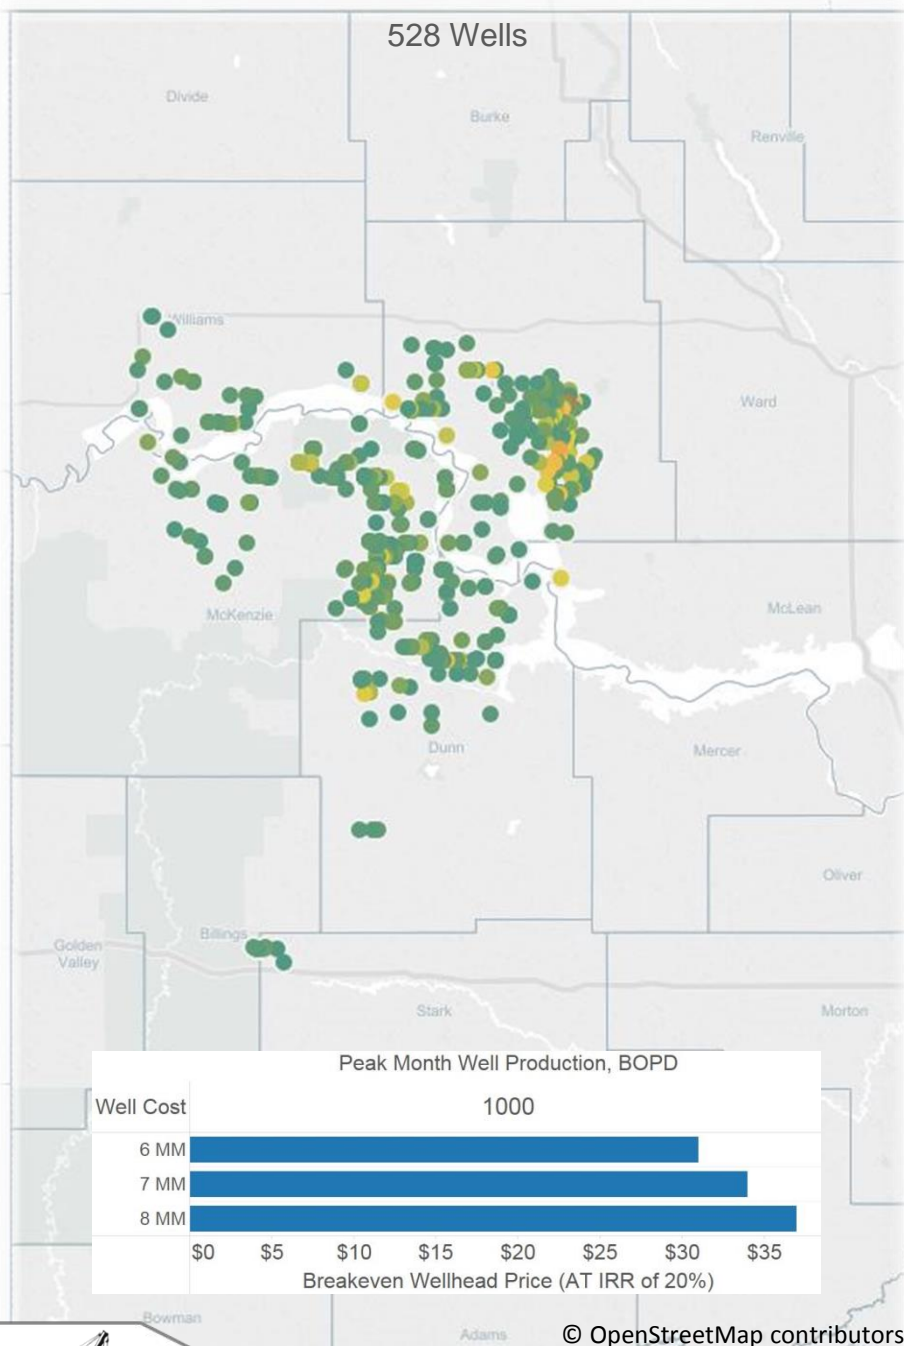 528 Wells
Divide
Burke
Renville
Williams
Ward
McKenzie
McLean
Dunn
Mercer
Oliver
Billings
Golden
Valley
Stark
Morton
Peak Month Well Production, BOPD
Well Cost 1000
6 MM
7 MM
8 MM
$0 $5 $10 $15 $20 $25 $30 $35
Breakeven Wellhead Price (AT IRR of 20%)
Bowman
Adams
© OpenStreetMap contributors